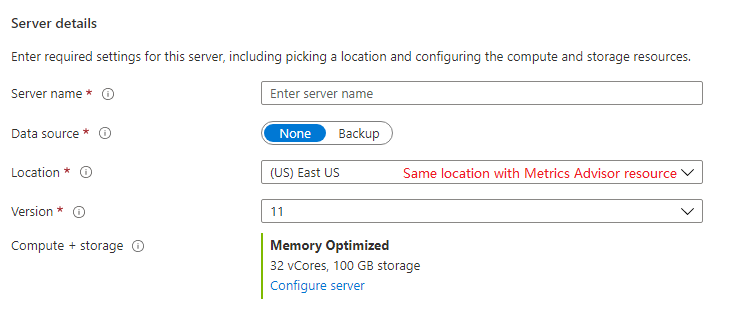 Server details
Enter required settings for this server, including picking a location and configuring the compute and storage resources.
Server name *
Enter server name
Data source *
None Backup
Location *
(US) East US Same location with Metrics Advisor resource
Version *
11
Compute + storage
Memory Optimized
32 vCores, 100 GB storage
Configure server